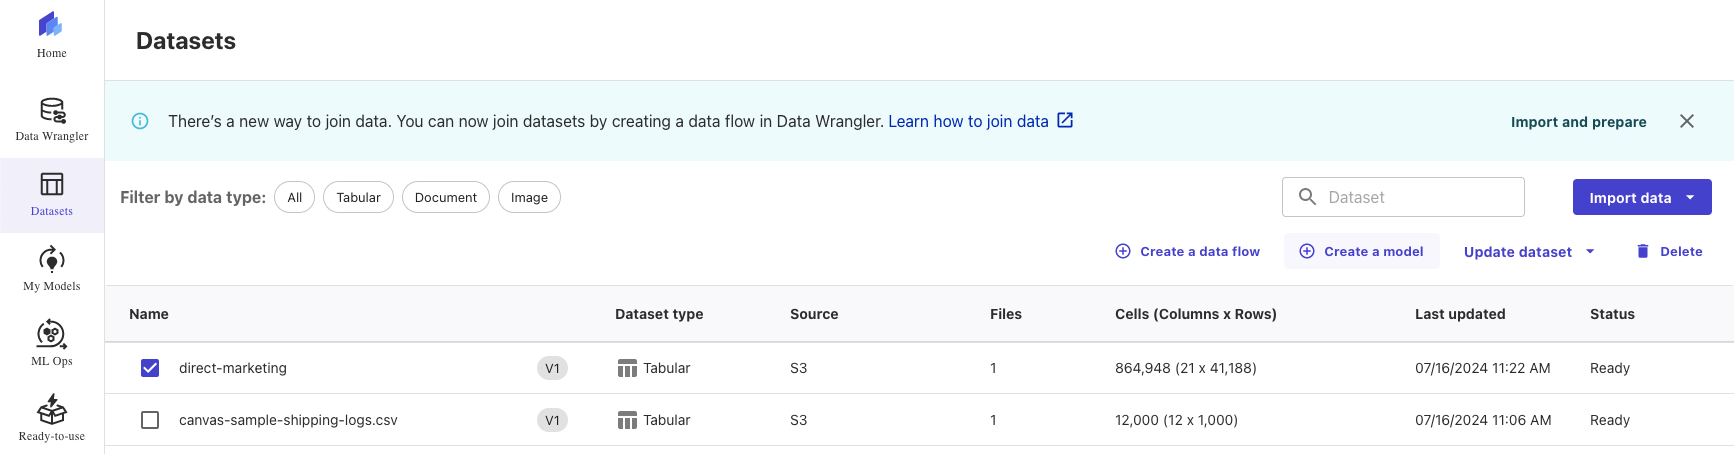 Home
Data Wrangler
Datasets
My Models
ML Ops
Ready-to-use
Datasets
There's a new way to join data. You can now join datasets by creating a data flow in Data Wrangler. Learn how to join data
Import and prepare
Filter by data type: All Tabular Document Image
Dataset
Import data
Create a data flow Create a model Update dataset Delete
Name Dataset type Source Files Cells (Columns x Rows) Last updated Status
direct-marketing V1 Tabular S3 1 864,948 (21 x 41,188) 07/16/2024 11:22 AM Ready
canvas-sample-shipping-logs.csv V1 Tabular S3 1 12,000 (12 x 1,000) 07/16/2024 11:06 AM Ready